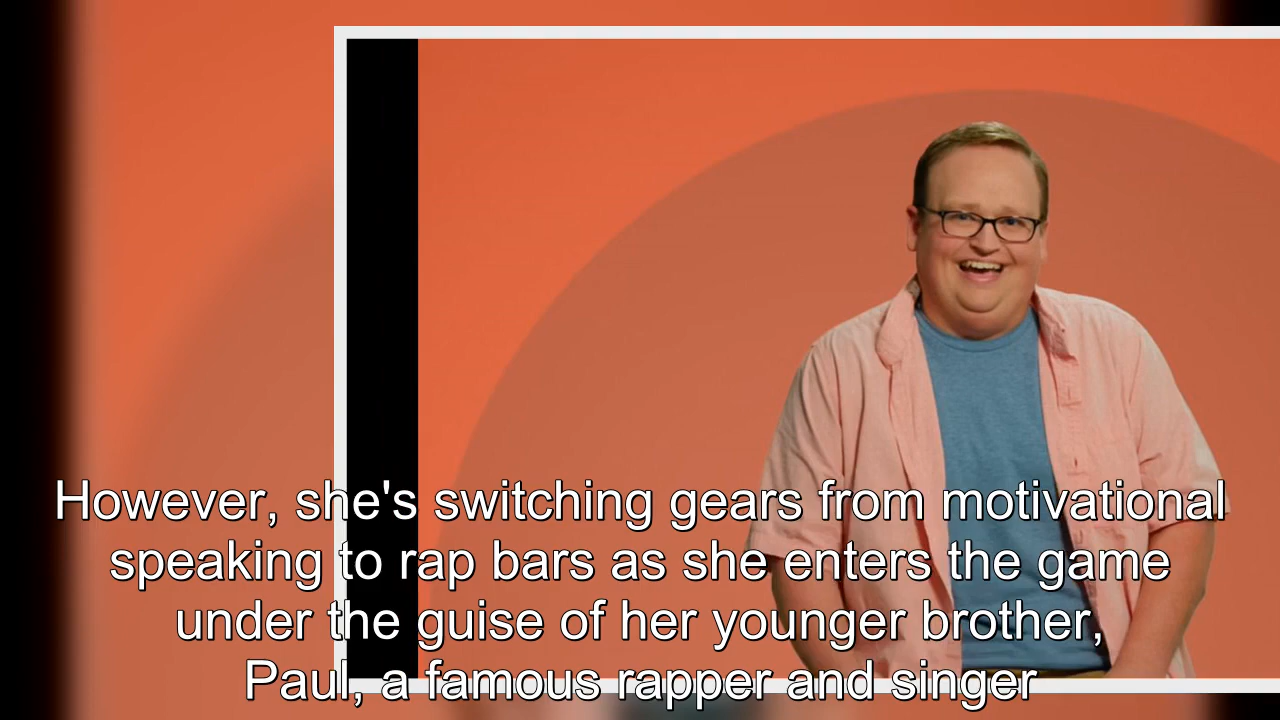 However, she's switching gears from motivational
speaking to rap bars as she enters the game
under the guise of her younger brother,
Paul, a famous rapper and singer